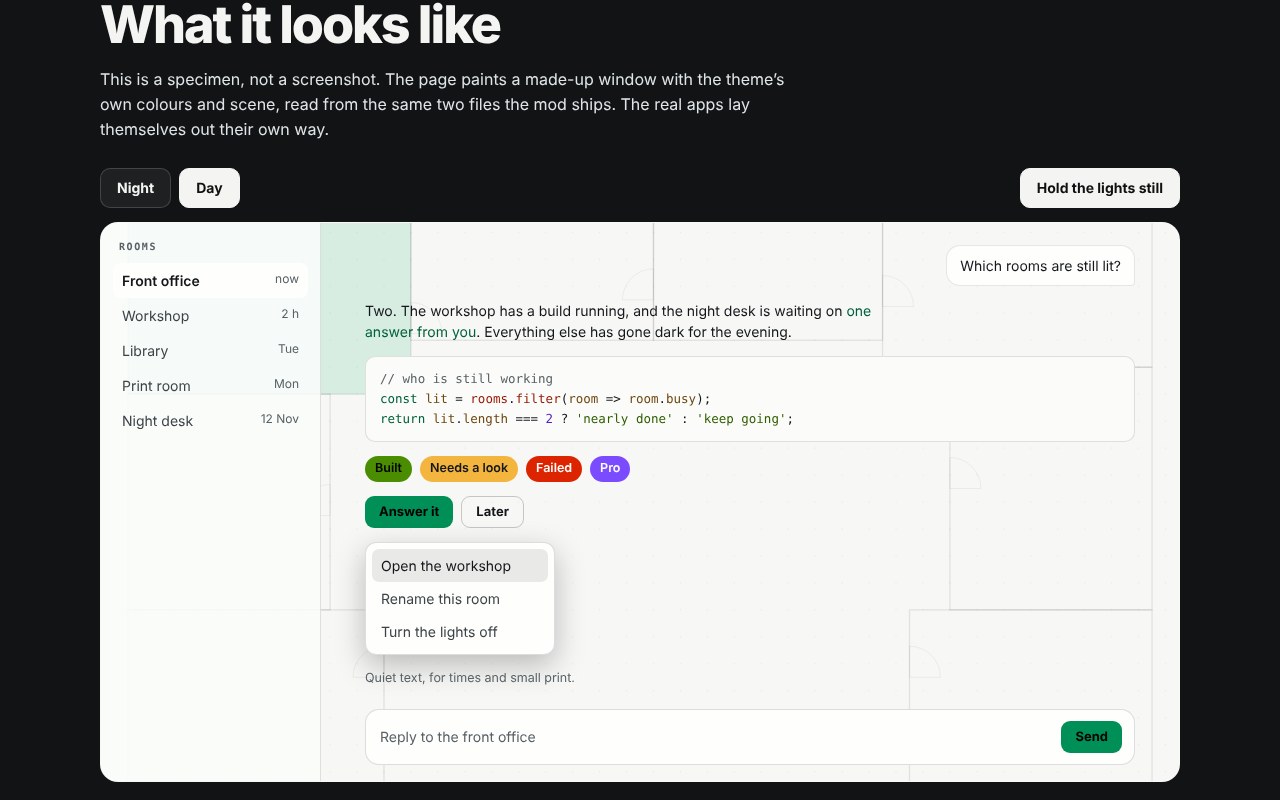 What it looks like
This is a specimen, not a screenshot. The page paints a made-up window with the theme’s
own colours and scene, read from the same two files the mod ships. The real apps lay
themselves out their own way.
Night
Day
Hold the lights still
ROOMS
Front office now
Workshop 2 h
Library Tue
Print room Mon
Night desk 12 Nov
Which rooms are still lit?
Two. The workshop has a build running, and the night desk is waiting on one
answer from you. Everything else has gone dark for the evening.
// who is still working
const lit = rooms.filter(room => room.busy);
return lit.length === 2 ? 'nearly done' : 'keep going';
Built
Needs a look
Failed
Pro
Answer it
Later
Open the workshop
Rename this room
Turn the lights off
Quiet text, for times and small print.
Reply to the front office
Send